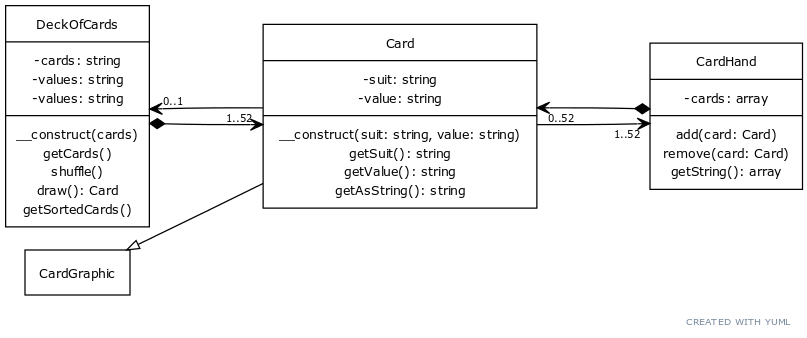 DeckOfCards
-cards: string
-values: string
-values: string
__construct(cards)
getCards()
shuffle()
draw(): Card
getSortedCards()
0..1
1..52
Card
-suit: string
-value: string
__construct(suit: string, value: string)
getSuit(): string
getValue(): string
getAsString(): string
0..52
1..52
CardHand
-cards: array
add(card: Card)
remove(card: Card)
getString(): array
CardGraphic
CREATED WITH YUML